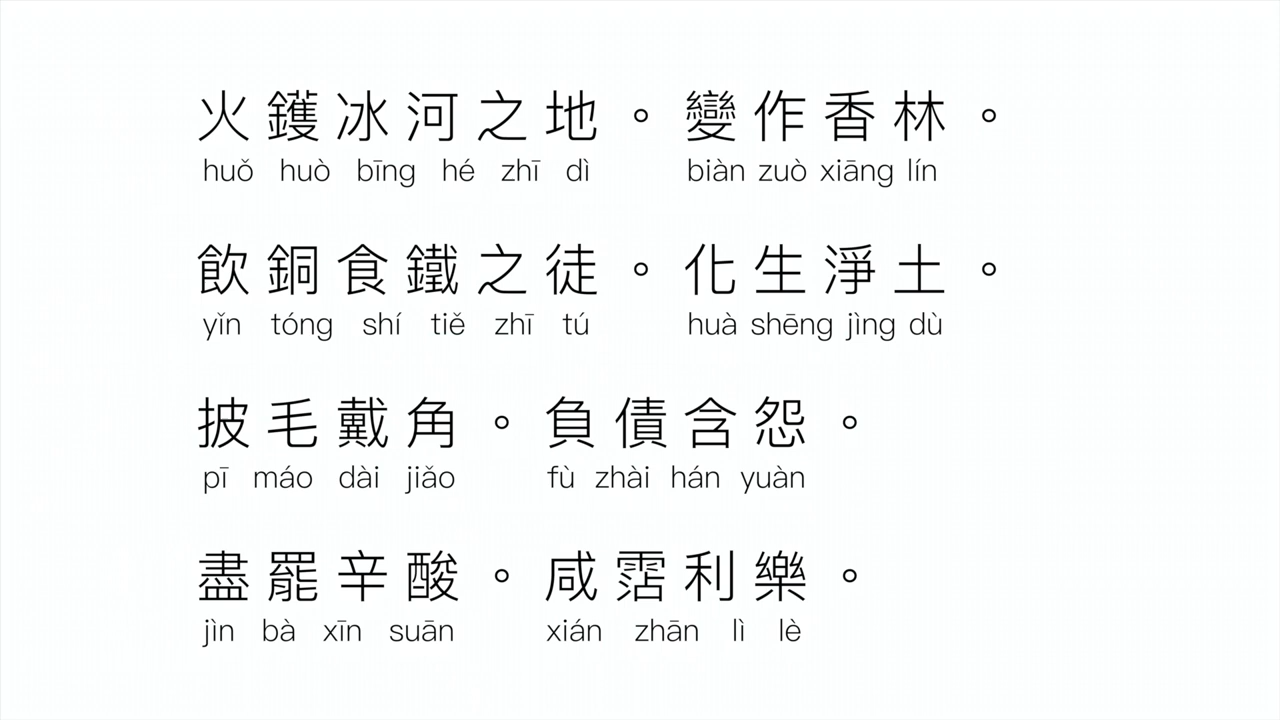 火鑊冰河之地。變作香林。
huǒ huò bīng hé zhī dì biàn zuò xiāng lín
飲銅食鐵之徒。化生淨土。
yǐn tóng shí tiě zhī tú huà shēng jìng dù
披毛戴角。負債含怨。
pī máo dài jiǎo fù zhài hán yuàn
盡罷辛酸。咸霑利樂。
jìn bà xīn suān xián zhān lì lè